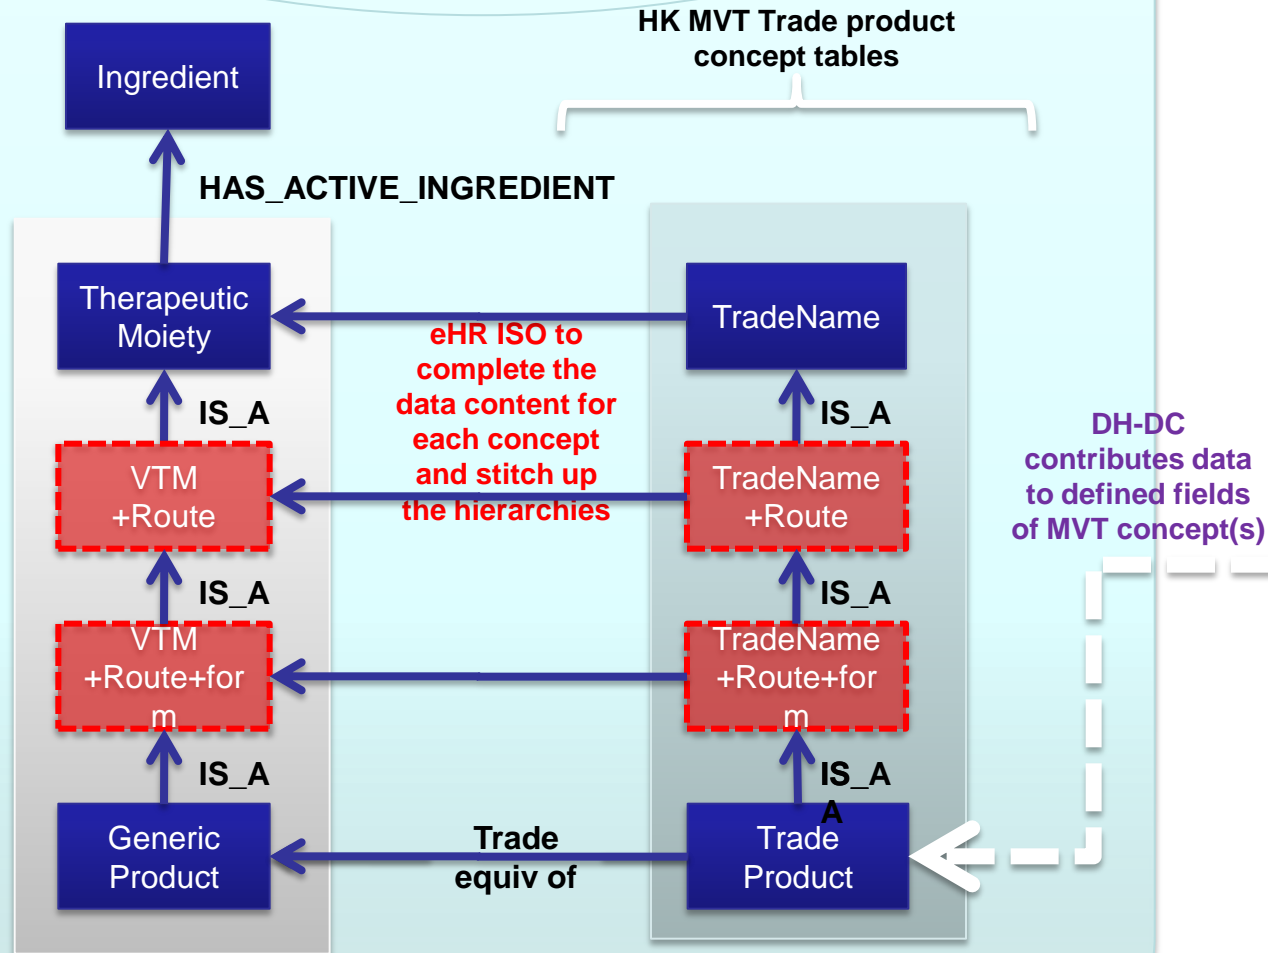 HK MVT Trade product
concept tables
Ingredient
HAS_ACTIVE_INGREDIENT
Therapeutic
Moiety
TradeName
eHR ISO to
complete the
data content for
each concept
and stitch up
the hierarchies
IS_A
IS_A
DH-DC
contributes data
to defined fields
of MVT concept(s)
VTM
+Route
TradeName
+Route
IS_A
IS_A
VTM
+Route+for
m
TradeName
+Route+for
m
IS_A
IS_A
A
Generic
Product
Trade
equiv of
Trade
Product